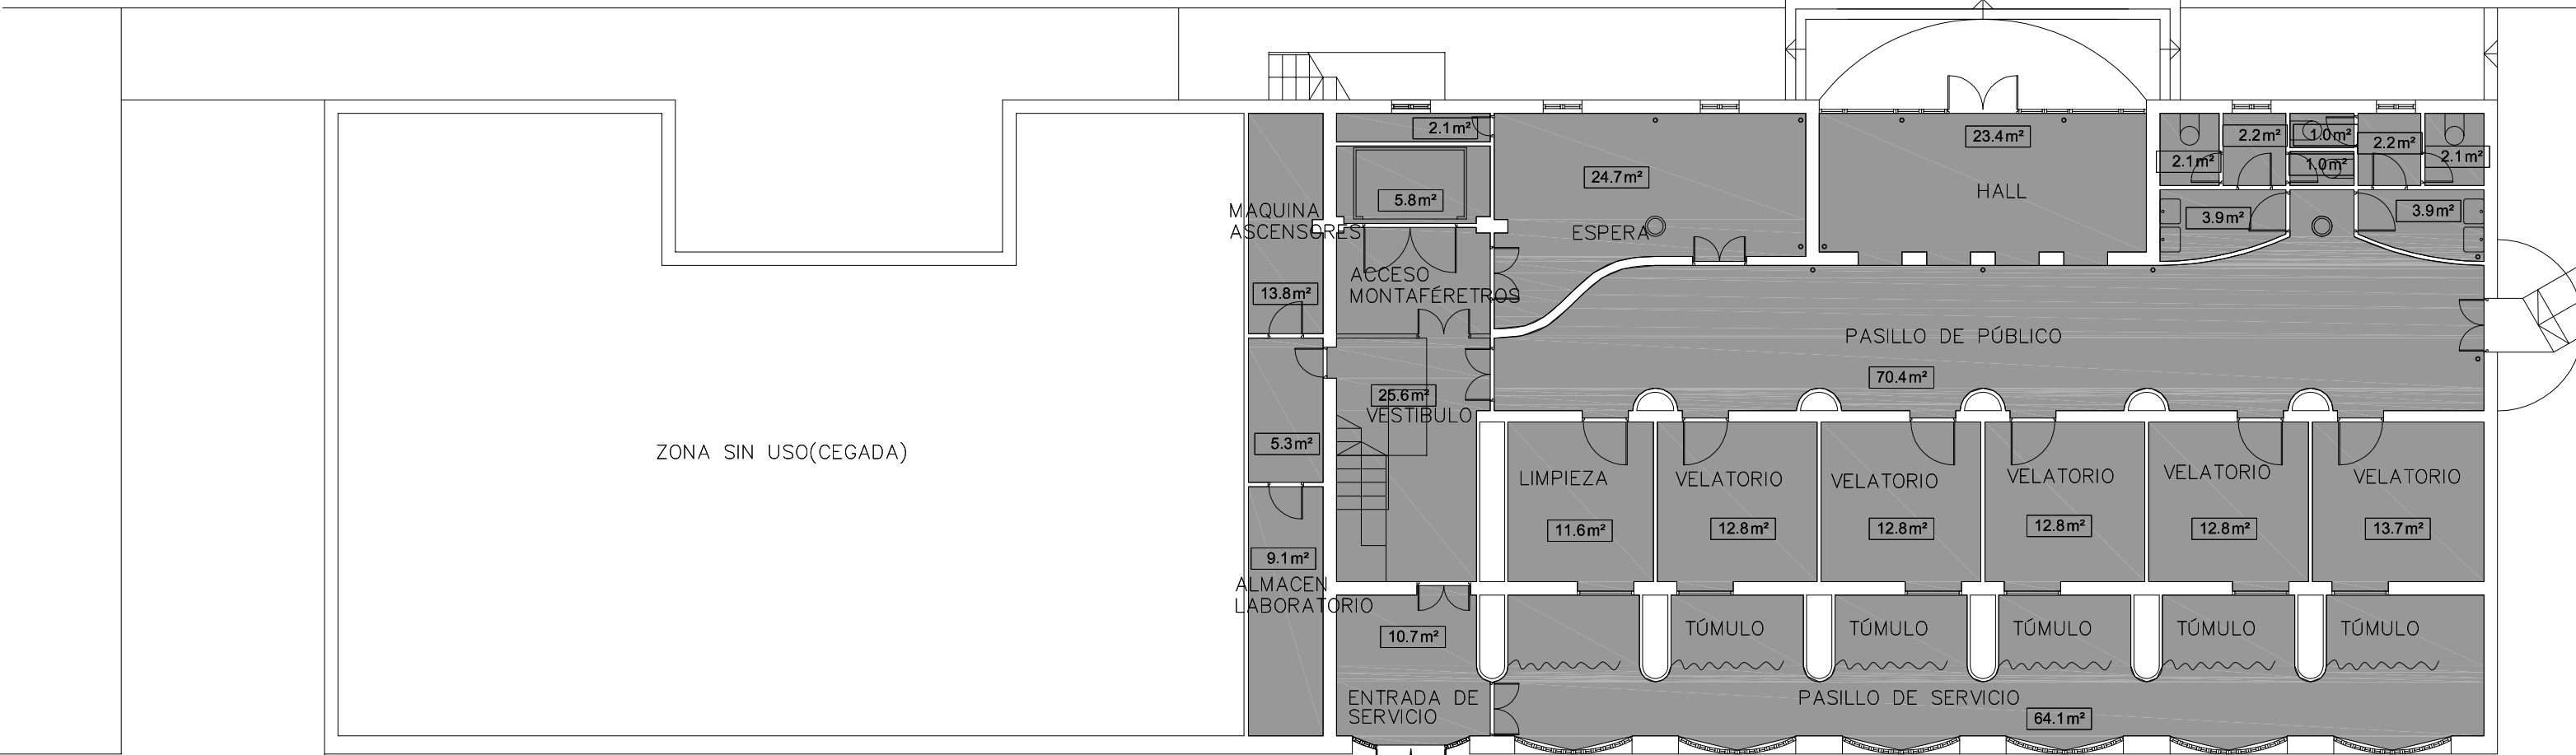 2.1m²
23.4m²
2.2m²
1.0m²
2.2m²
2.1m²
2.1m²
1.0m²
24.7m²
5.8m²
HALL
MAQUINA
ASCENSORES
3.9m²
3.9m²
ESPERA
ACCESO
MONTAFÉRETROS
13.8m²
PASILLO DE PÚBLICO
70.4m²
25.6m²
VESTIBULO
5.3m²
ZONA SIN USO(CEGADA)
LIMPIEZA
VELATORIO
VELATORIO
VELATORIO
VELATORIO
VELATORIO
11.6m²
12.8m²
12.8m²
12.8m²
12.8m²
13.7m²
9.1m²
ALMACEN
LABORATORIO
10.7m²
TÚMULO
TÚMULO
TÚMULO
TÚMULO
TÚMULO
ENTRADA DE
SERVICIO
PASILLO DE SERVICIO
64.1m²